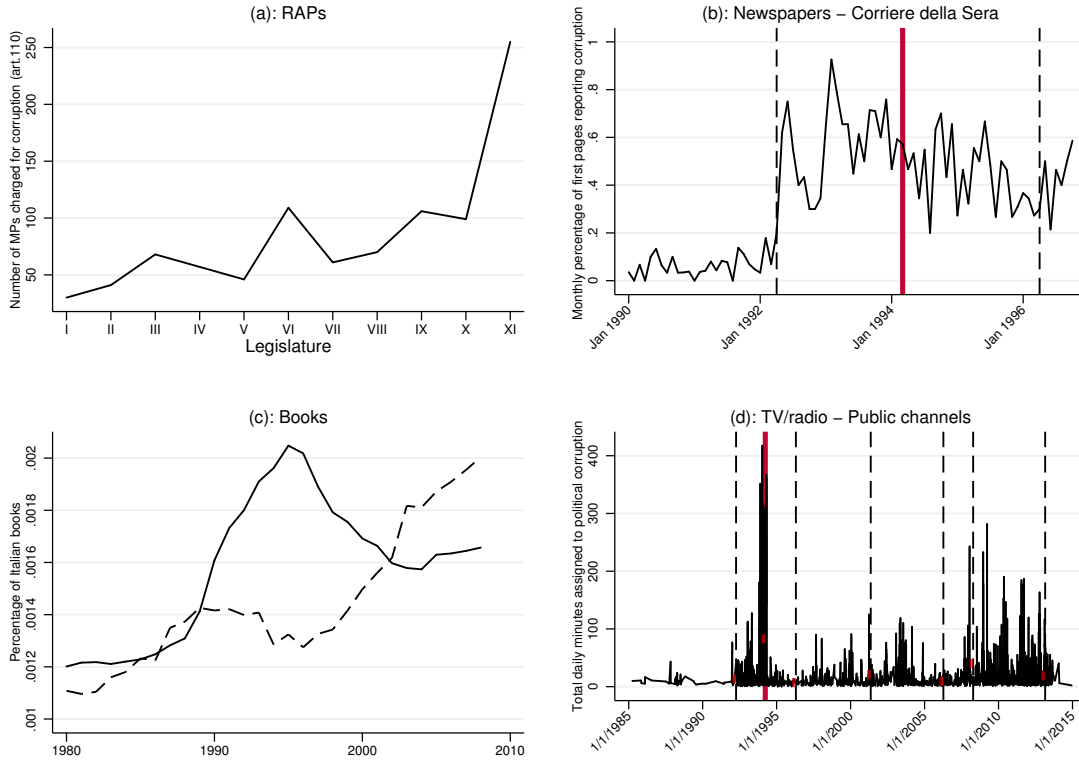 (a): RAPs
Number of MPs charged for corruption (art.110)
50 100 150 200 250
I II III IV V VI VII VIII IX X XI
Legislature
(b): Newspapers − Corriere della Sera
Monthly percentage of first pages reporting corruption
0 .2 .4 .6 .8 1
Jan 1990 Jan 1992 Jan 1994 Jan 1996
(c): Books
Percentage of Italian books
.001 .0012 .0014 .0016 .0018 .002
1980 1990 2000 2010
(d): TV/radio − Public channels
Total daily minutes assigned to political corruption
0 100 200 300 400
1/1/1985 1/1/1990 1/1/1995 1/1/2000 1/1/2005 1/1/2010 1/1/2015